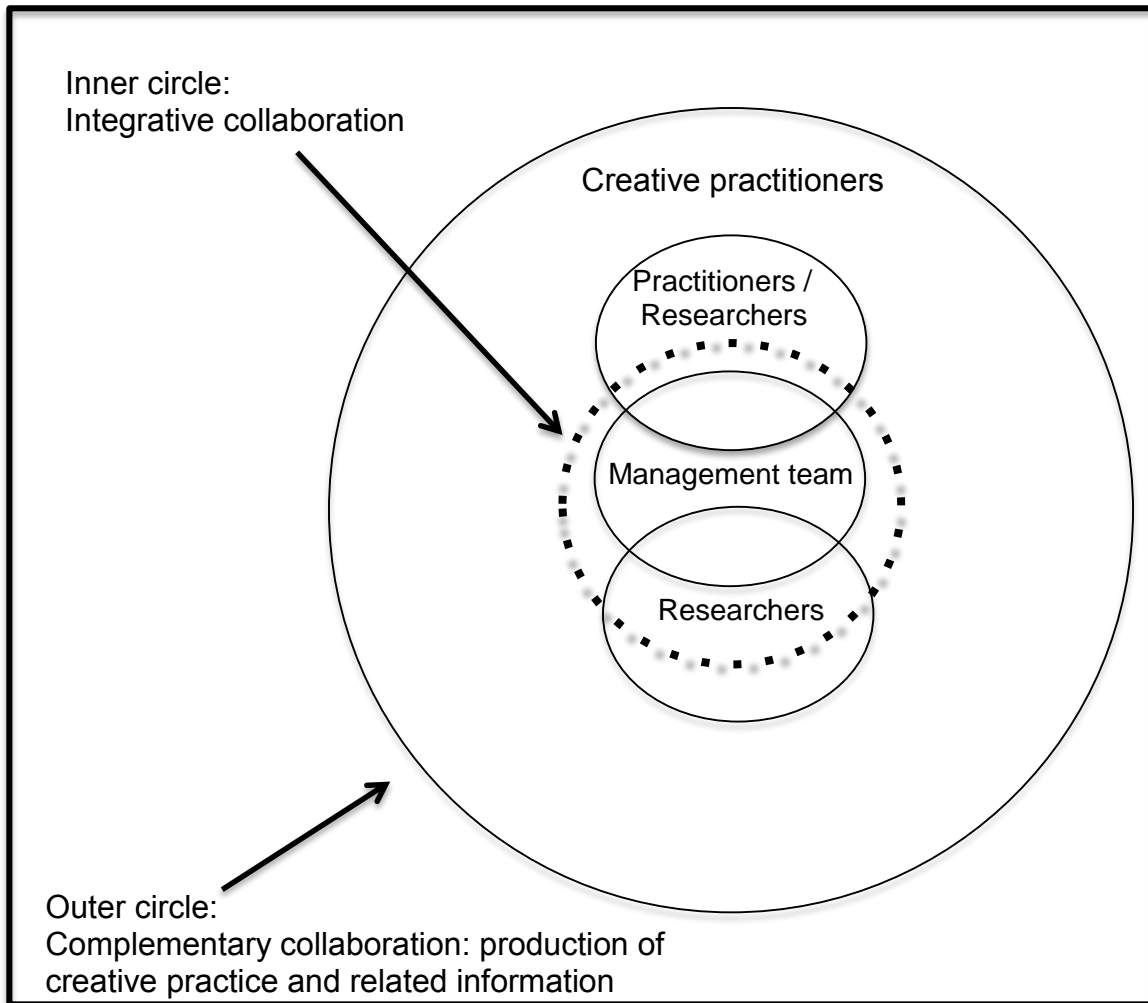 Inner circle:
Integrative collaboration
Creative practitioners
Practitioners /
Researchers
Management team
Researchers
Outer circle:
Complementary collaboration: production of
creative practice and related information